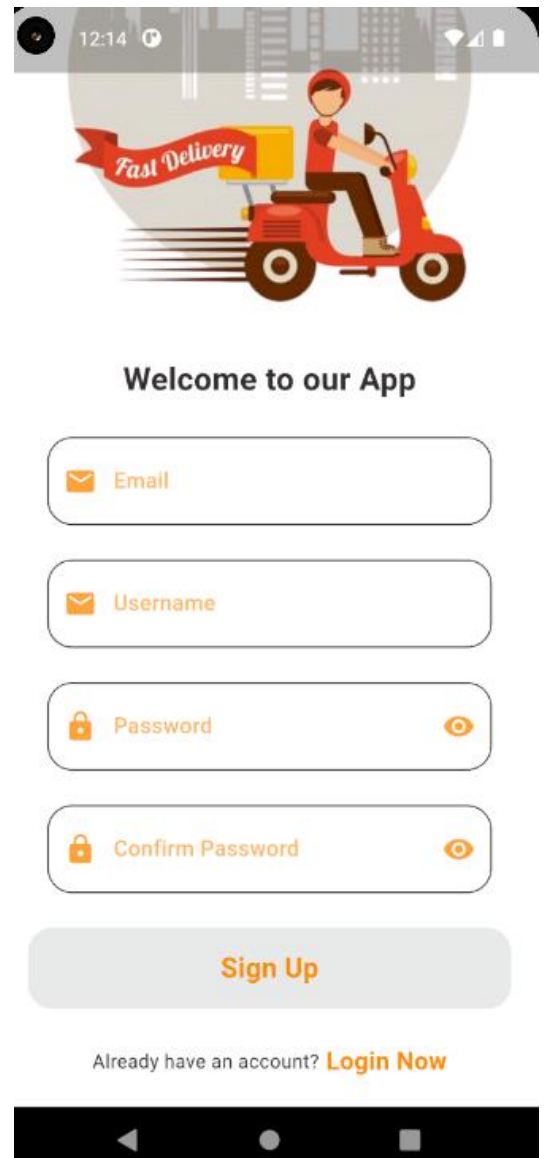 12:14
Fast Delivery
Welcome to our App
Email
Username
Password
Confirm Password
Sign Up
Already have an account? Login Now